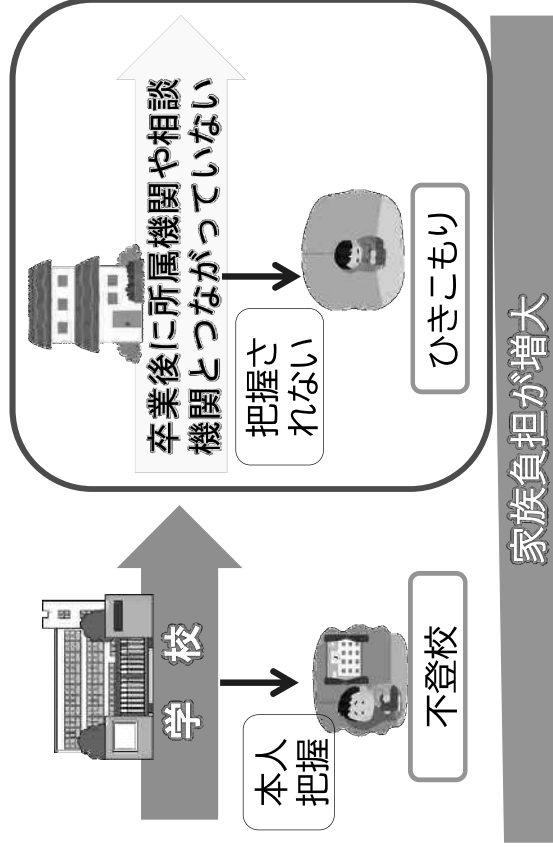 学校
本人
把握
不登校
卒業後に所属機関や相談
機関とつながっていない
把握さ
れない
ひきこもり
家族負担が増大